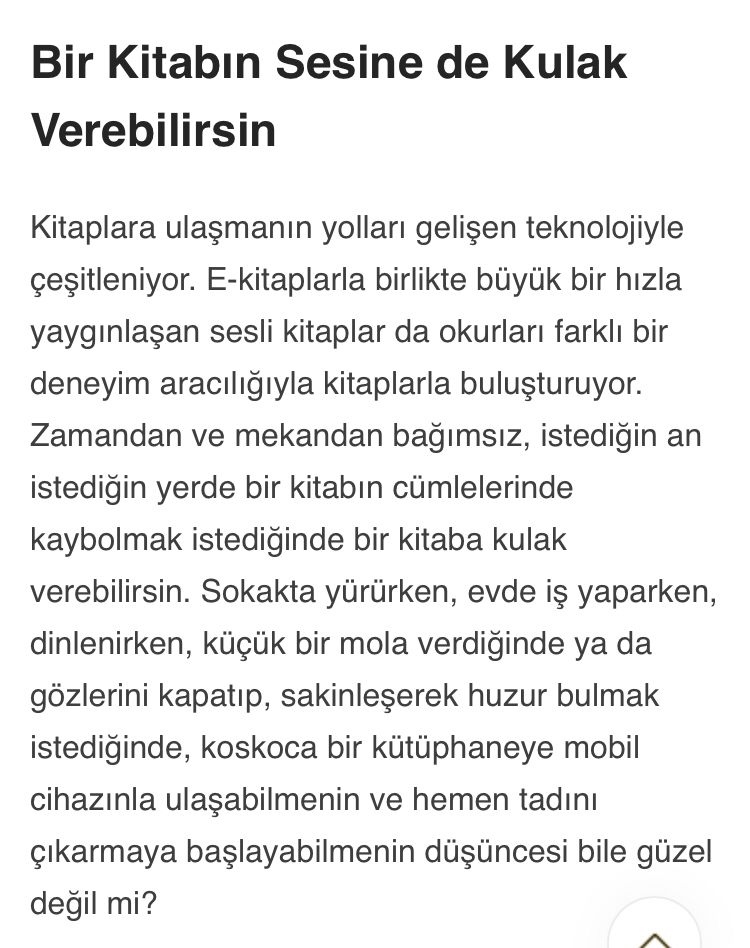 Bir Kitabın Sesine de Kulak
Verebilirsin
Kitaplara ulaşmanın yolları gelişen teknolojiyle
çeşitleniyor. E-kitaplarla birlikte büyük bir hızla
yaygınlaşan sesli kitaplar da okurları farklı bir
deneyim aracılığıyla kitaplarla buluşturuyor.
Zamandan ve mekandan bağımsız, istediğin an
istediğin yerde bir kitabın cümlelerinde
kaybolmak istediğinde bir kitaba kulak
verebilirsin. Sokakta yürürken, evde iş yaparken,
dinlenirken, küçük bir mola verdiğinde ya da
gözlerini kapatıp, sakinleşerek huzur bulmak
istediğinde, koskoca bir kütüphaneye mobil
cihazınla ulaşabilmenin ve hemen tadını
çıkarmaya başlayabilmenin düşüncesi bile güzel
değil mi?